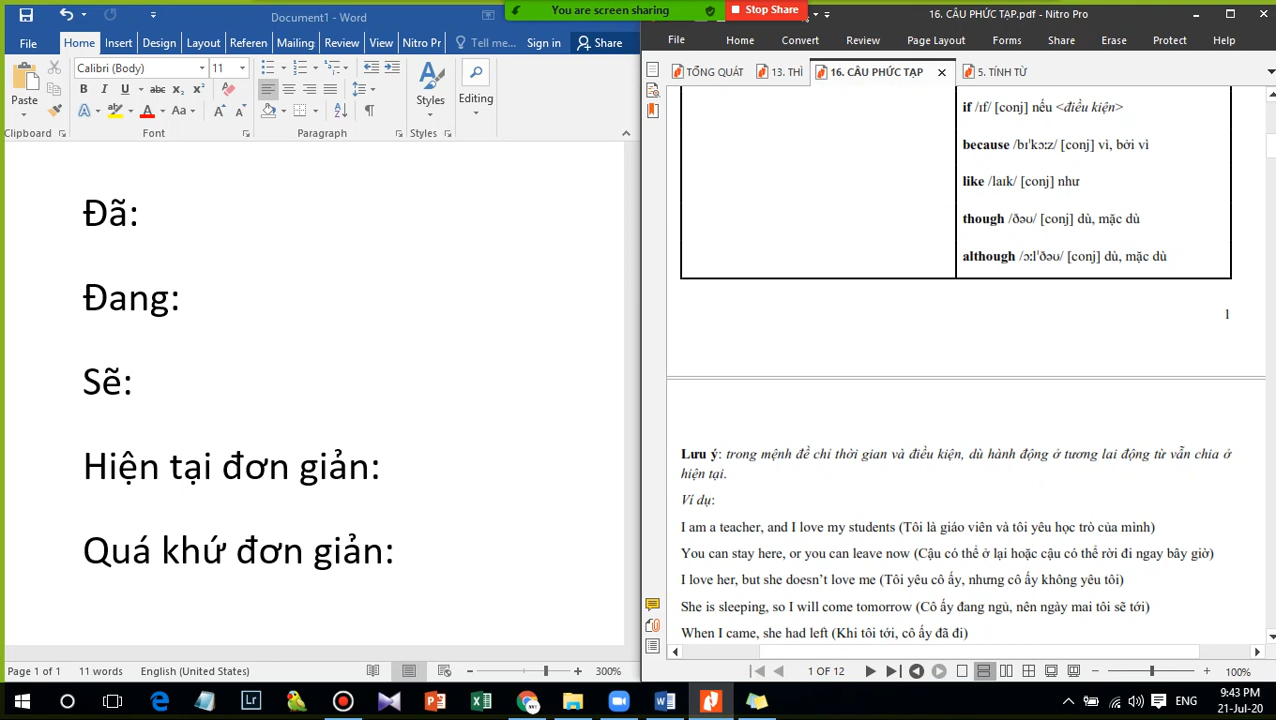 Document1 - Word
You are screen sharing
Stop Share
16. CÂU PHỨC TẠP.pdf - Nitro Pro
File Home Insert Design Layout Referen Mailing Review View Nitro Pr Tell me... Sign in Share
File Home Convert Review Page Layout Forms Share Erase Protect Help
Calibri (Body) 11
TỔNG QUÁT 13. THÌ 16. CÂU PHỨC TẠP 5. TÍNH TỪ
Paste Styles Editing
Clipboard Font Paragraph Styles
Đã:
Đang:
Sẽ:
Hiện tại đơn giản:
Quá khứ đơn giản:
if /ɪf/ [conj] nếu <điều kiện>
because /bɪˈkɔːz/ [conj] vì, bởi vì
like /laɪk/ [conj] như
though /ðəʊ/ [conj] dù, mặc dù
although /ɔːlˈðəʊ/ [conj] dù, mặc dù
1
Lưu ý: trong mệnh đề chỉ thời gian và điều kiện, dù hành động ở tương lai động từ vẫn chia ở
hiện tại.
Ví dụ:
I am a teacher, and I love my students (Tôi là giáo viên và tôi yêu học trò của mình)
You can stay here, or you can leave now (Cậu có thể ở lại hoặc cậu có thể rời đi ngay bây giờ)
I love her, but she doesn’t love me (Tôi yêu cô ấy, nhưng cô ấy không yêu tôi)
She is sleeping, so I will come tomorrow (Cô ấy đang ngủ, nên ngày mai tôi sẽ tới)
When I came, she had left (Khi tôi tới, cô ấy đã đi)
Page 1 of 1 11 words English (United States) 300%
1 OF 12 100%
ENG
9:43 PM
21-Jul-20